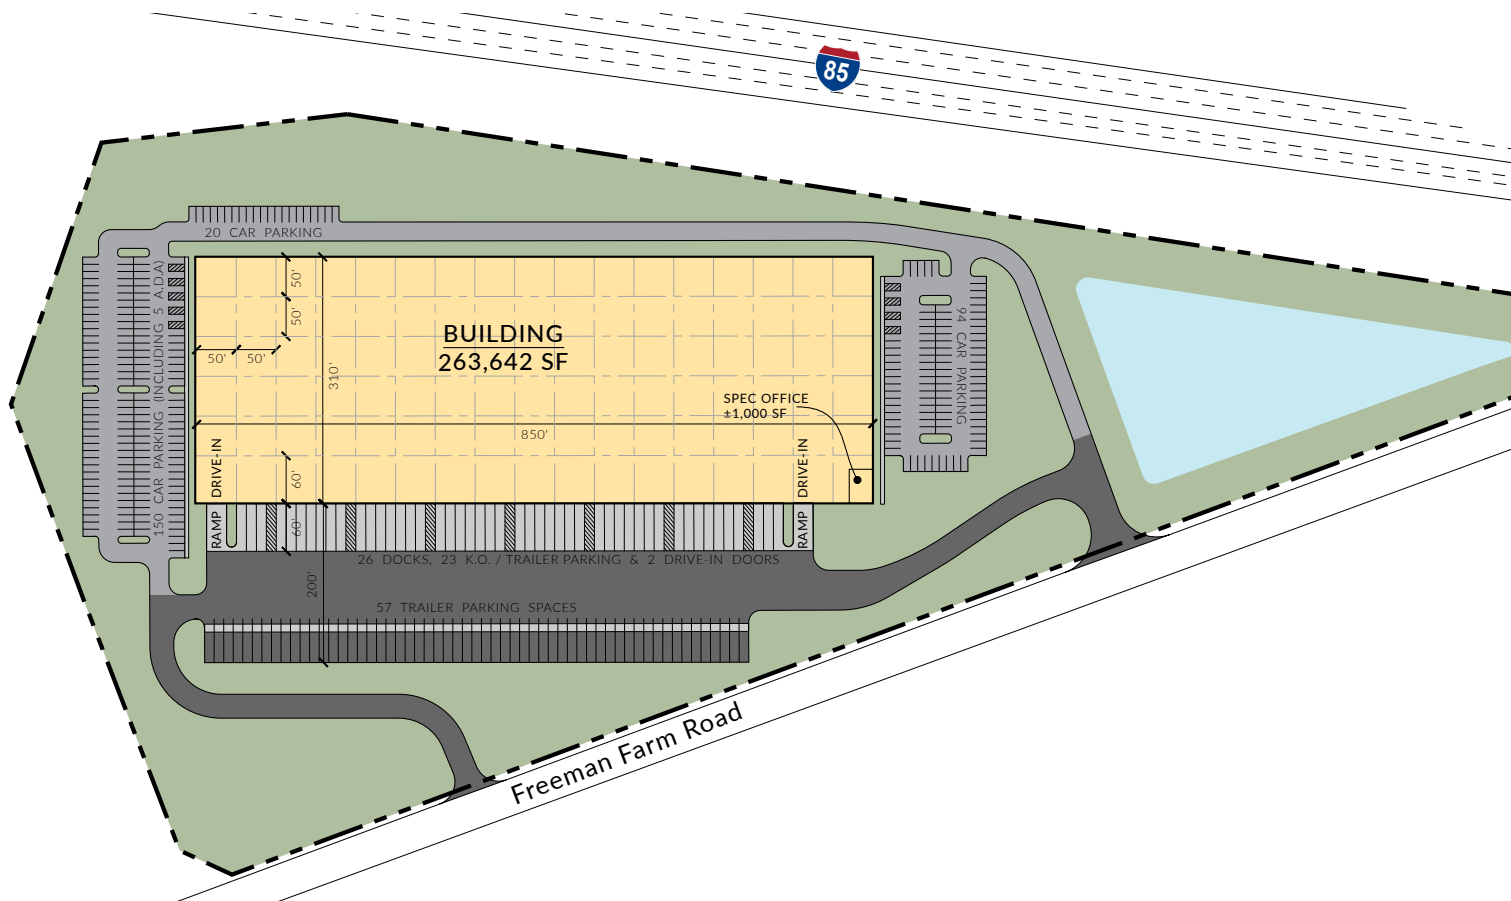 85
20 CAR PARKING
150 CAR PARKING (INCLUDING 5 A.D.A)
50'
50'
50' 50'
310'
BUILDING
263,642 SF
SPEC OFFICE
±1,000 SF
850'
94 CAR PARKING
RAMP DRIVE-IN
60'
60'
RAMP DRIVE-IN
26 DOCKS, 23 K.O. / TRAILER PARKING & 2 DRIVE-IN DOORS
200'
57 TRAILER PARKING SPACES
Freeman Farm Road